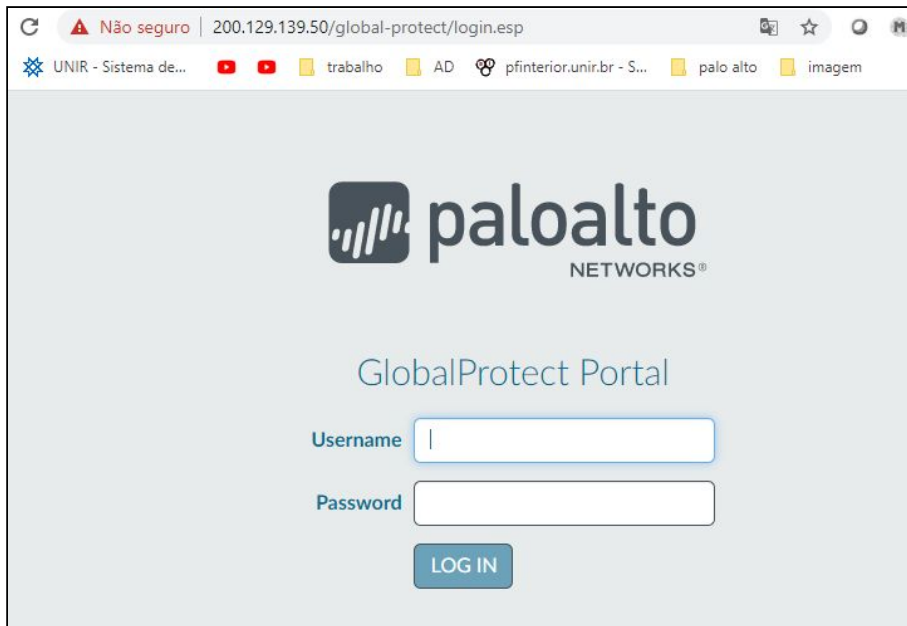 Não seguro | 200.129.139.50/global-protect/login.esp
UNIR - Sistema de... trabalho AD pfinterior.unir.br - S... palo alto imagem
paloalto
NETWORKS®
GlobalProtect Portal
Username
Password
LOG IN